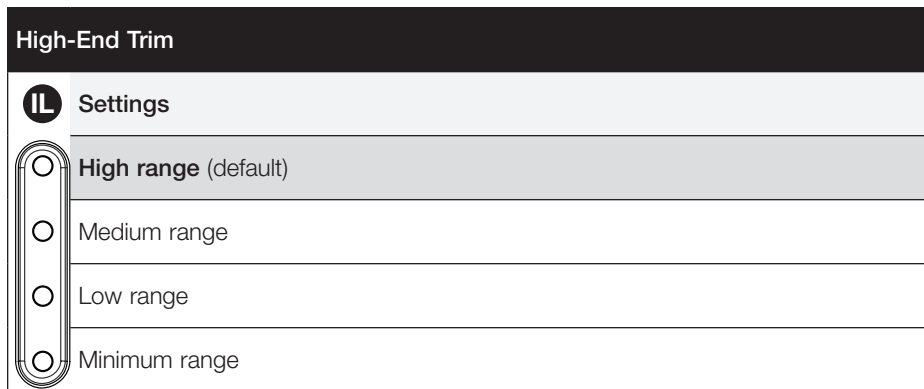 High-End Trim
IL Settings
High range (default)
Medium range
Low range
Minimum range